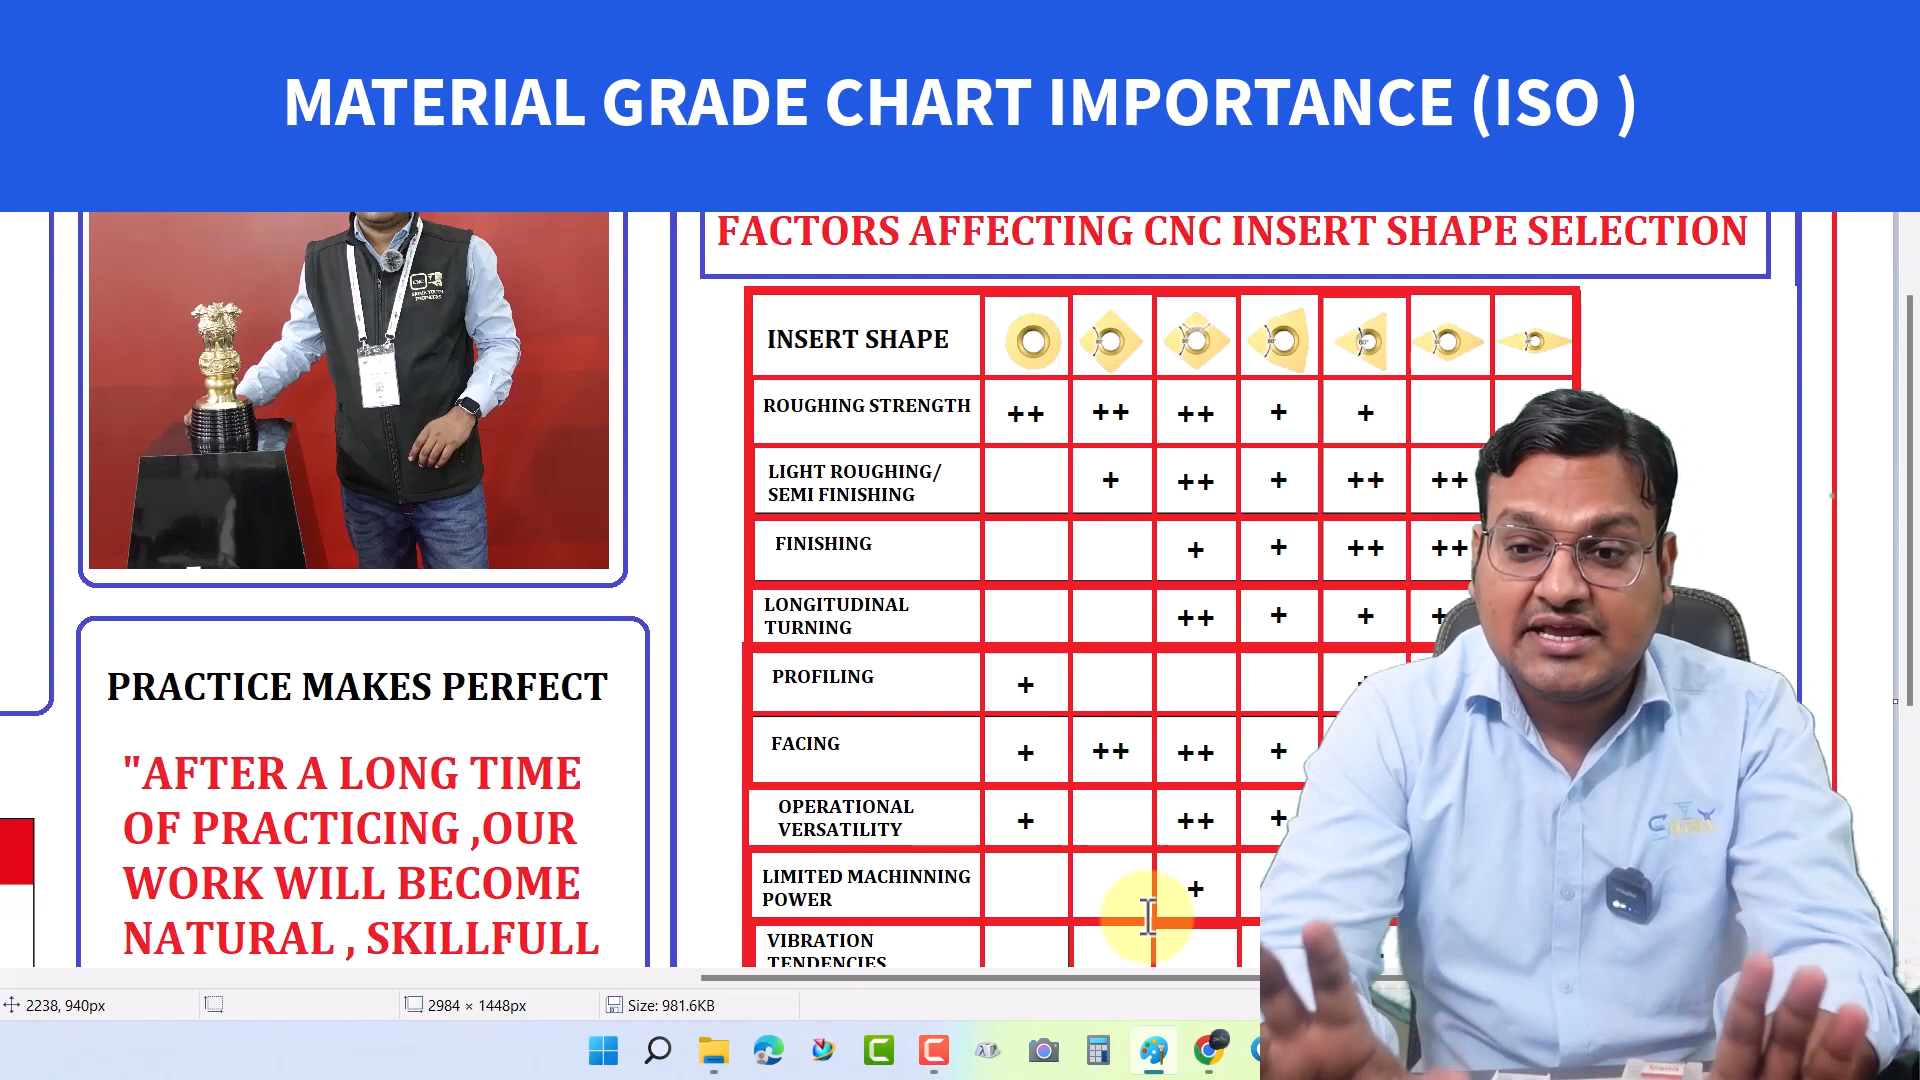 MATERIAL GRADE CHART IMPORTANCE (ISO )
FACTORS AFFECTING CNC INSERT SHAPE SELECTION
INSERT SHAPE
ROUGHING STRENGTH ++ ++ ++ + +
LIGHT ROUGHING/
SEMI FINISHING + ++ + ++ ++
FINISHING + + ++ ++
LONGITUDINAL
TURNING ++ + + +
PROFILING +
FACING + ++ ++ +
OPERATIONAL
VERSATILITY + ++ +
LIMITED MACHINNING
POWER +
VIBRATION
TENDENCIES
CNC
PRACTICE MAKES PERFECT
"AFTER A LONG TIME
OF PRACTICING ,OUR
WORK WILL BECOME
NATURAL , SKILLFULL
2238, 940px
2984 × 1448px
Size: 981.6KB